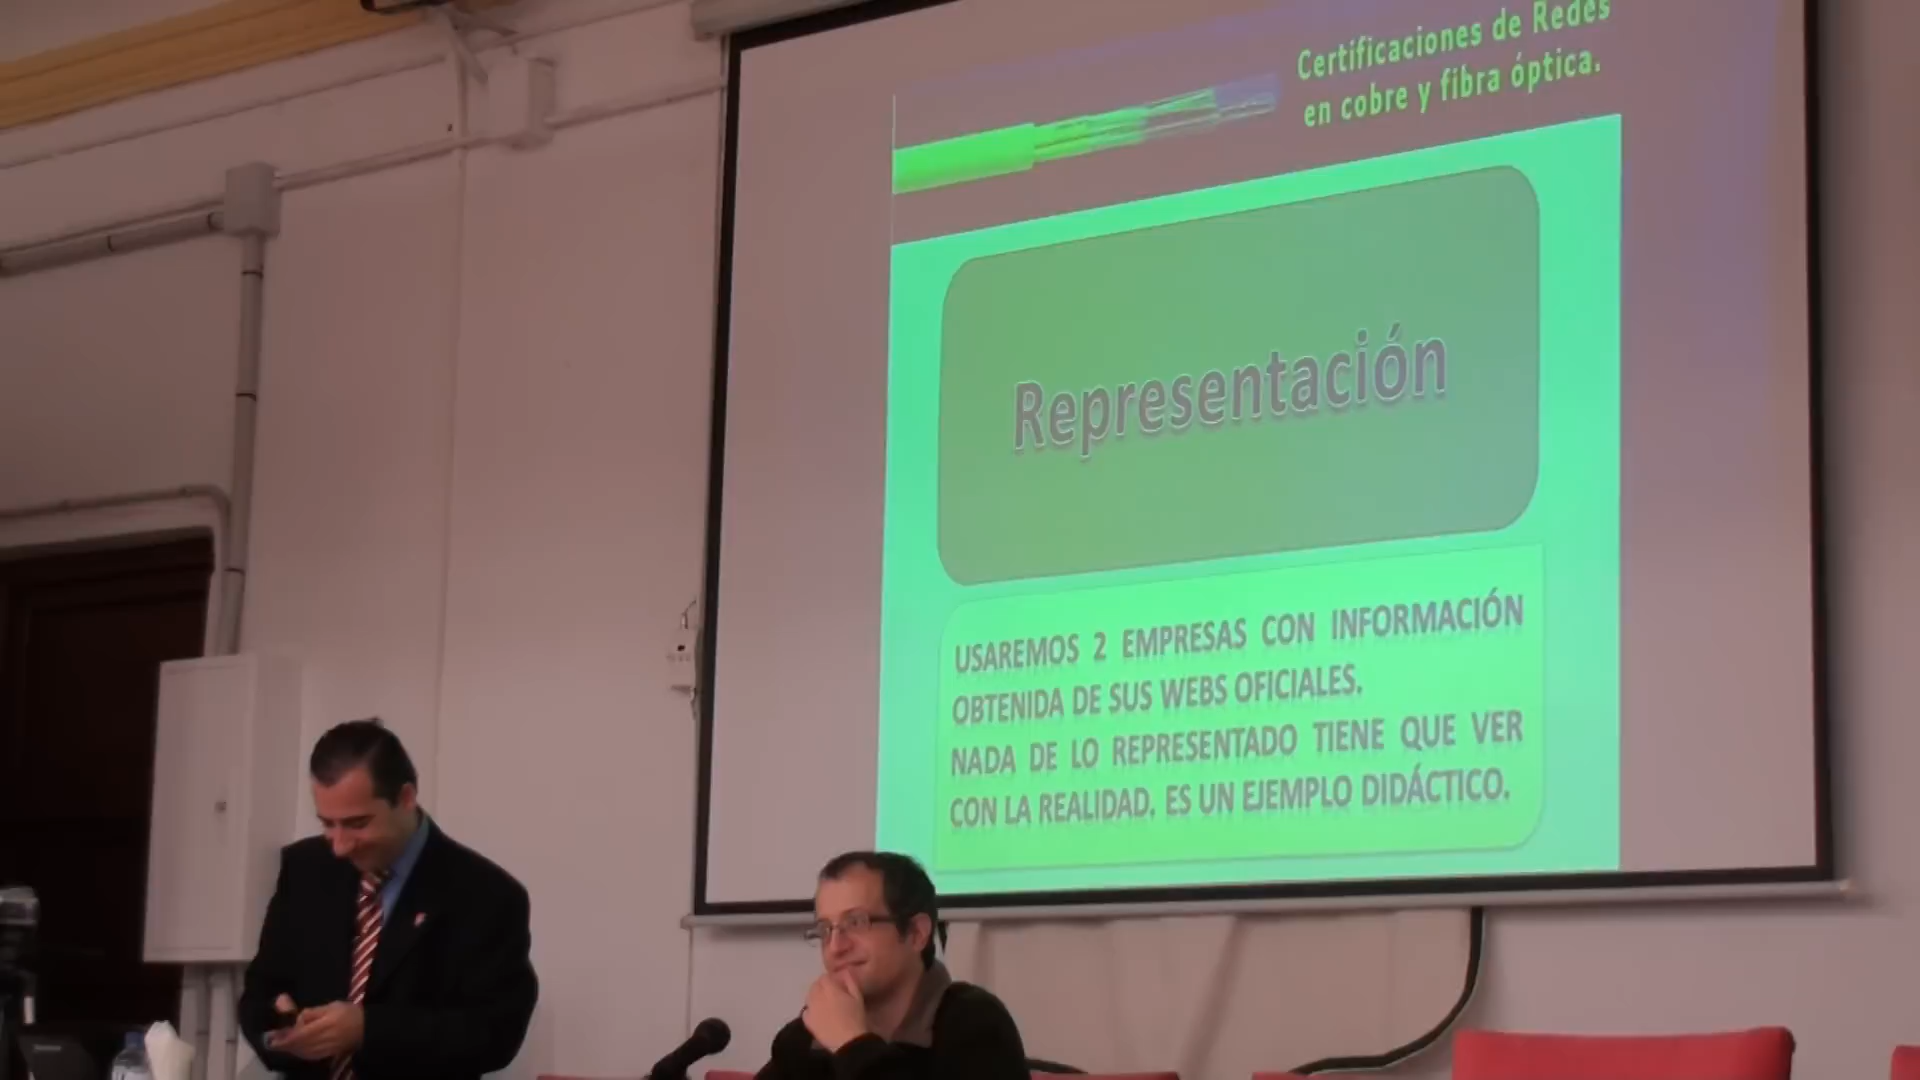 Certificaciones de Redes
en cobre y fibra óptica.
Representación
USAREMOS 2 EMPRESAS CON INFORMACIÓN
OBTENIDA DE SUS WEBS OFICIALES.
NADA DE LO REPRESENTADO TIENE QUE VER
CON LA REALIDAD. ES UN EJEMPLO DIDÁCTICO.